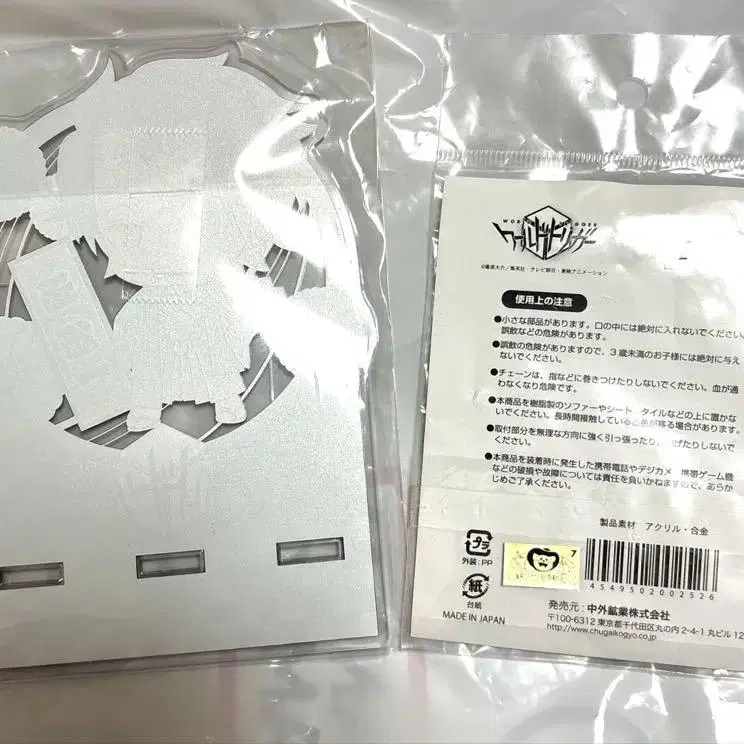 ワールドトリガー
©葦原大介/集英社・テレビ朝日・東映アニメーション
使用上の注意
●小さな部品があります。口の中には絶対に入れないでください。
誤飲などの危険があります。
●誤飲の危険がありますので、3歳未満のお子様には絶対に与え
ないでください。
●チェーンは、指などに巻きつけたりしないでください。血が通
わなくなり危険です。
●本商品を樹脂製のソファーやシート タイルなどの上に置かな
いでください。長時間接触していると色が移る場合があります。
●取付部分を無理な方向に強く引っ張ったり、げたりしないで
ください。
●本商品を装着時に発生した携帯電話やデジカメ 携帯ゲーム機
などの破損や故障については責任を負いかねますので、あらか
じめご了承ください。
製品素材 アクリル・合金
プラ
外装:PP
7
4549502002526
紙
台紙
MADE IN JAPAN
発売元:中外鉱業株式会社
〒100-6312 東京都千代田区丸の内2-4-1 丸ビル12
http://www.chugaikogyo.co.jp